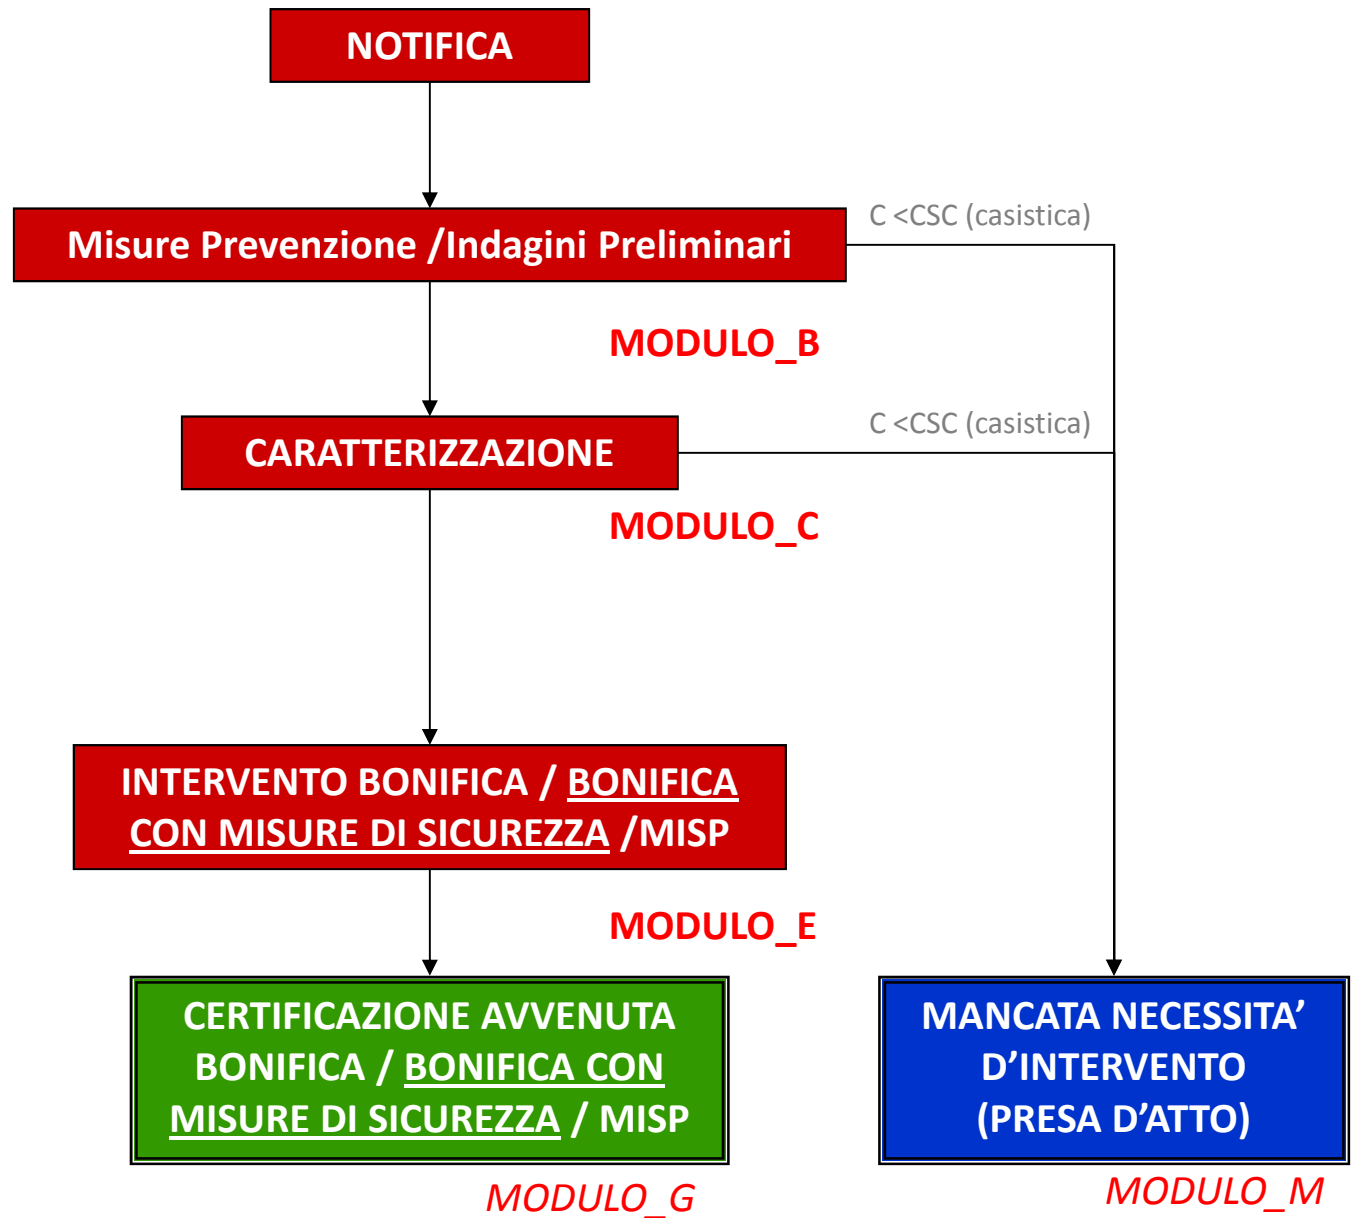 NOTIFICA
C <CSC (casistica)
Misure Prevenzione /Indagini Preliminari
MODULO_B
C <CSC (casistica)
CARATTERIZZAZIONE
MODULO_C
INTERVENTO BONIFICA / BONIFICA
CON MISURE DI SICUREZZA /MISP
MODULO_E
CERTIFICAZIONE AVVENUTA
BONIFICA / BONIFICA CON
MISURE DI SICUREZZA / MISP
MANCATA NECESSITA’
D’INTERVENTO
(PRESA D’ATTO)
MODULO_G
MODULO_M